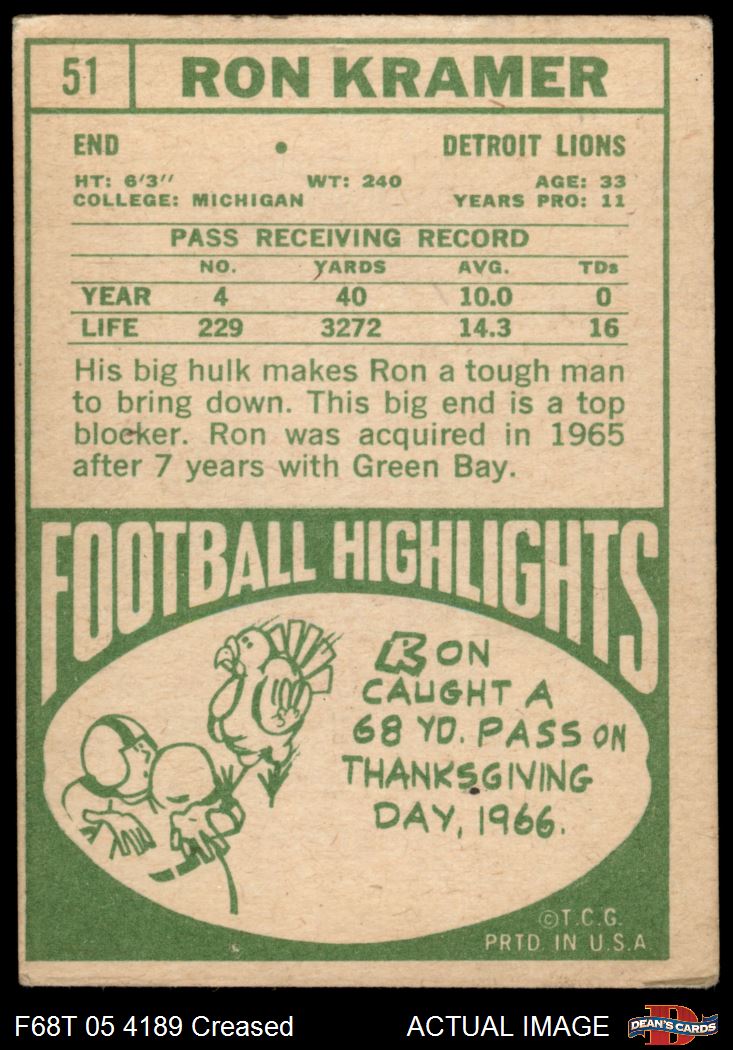 51 RON KRAMER
END • DETROIT LIONS
HT: 6'3" WT: 240 AGE: 33
COLLEGE: MICHIGAN YEARS PRO: 11
PASS RECEIVING RECORD
NO. YARDS AVG. TDs
YEAR 4 40 10.0 0
LIFE 229 3272 14.3 16
His big hulk makes Ron a tough man
to bring down. This big end is a top
blocker. Ron was acquired in 1965
after 7 years with Green Bay.
FOOTBALL HIGHLIGHTS
RON
CAUGHT A
68 YD. PASS ON
THANKSGIVING
DAY, 1966.
©T.C.G.
PRTD. IN U.S.A
F68T 05 4189 Creased ACTUAL IMAGE DEAN'S CARDS